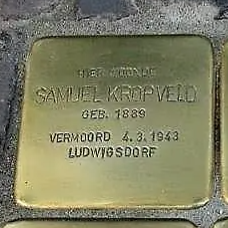 HIER WOONDE
SAMUEL KROPVELD
GEB. 1889
VERMOORD 4.3.1943
LUDWIGSDORF